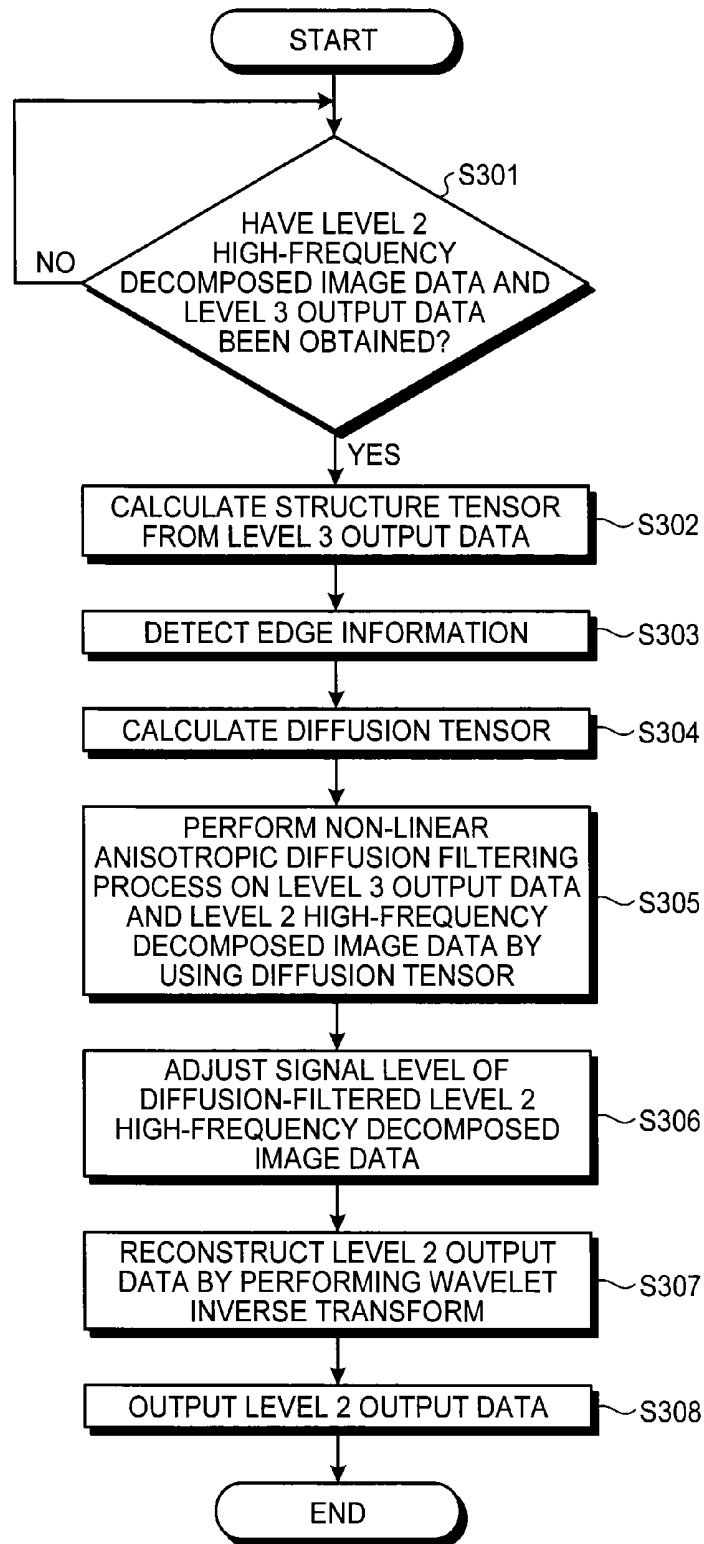 START
S301
HAVE LEVEL 2
HIGH-FREQUENCY
DECOMPOSED IMAGE DATA AND
LEVEL 3 OUTPUT DATA
BEEN OBTAINED?
NO
YES
CALCULATE STRUCTURE TENSOR
FROM LEVEL 3 OUTPUT DATA
S302
DETECT EDGE INFORMATION
S303
CALCULATE DIFFUSION TENSOR
S304
PERFORM NON-LINEAR
ANISOTROPIC DIFFUSION FILTERING
PROCESS ON LEVEL 3 OUTPUT DATA
AND LEVEL 2 HIGH-FREQUENCY
DECOMPOSED IMAGE DATA BY
USING DIFFUSION TENSOR
S305
ADJUST SIGNAL LEVEL OF
DIFFUSION-FILTERED LEVEL 2
HIGH-FREQUENCY DECOMPOSED
IMAGE DATA
S306
RECONSTRUCT LEVEL 2 OUTPUT
DATA BY PERFORMING WAVELET
INVERSE TRANSFORM
S307
OUTPUT LEVEL 2 OUTPUT DATA
S308
END